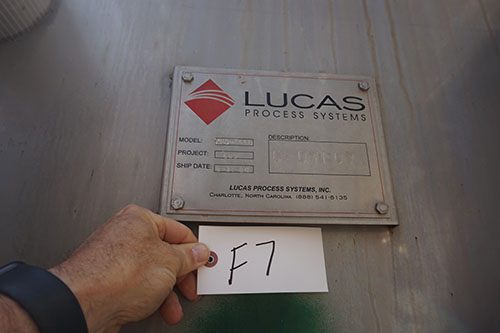 LUCAS
PROCESS SYSTEMS
MODEL:
DESCRIPTION:
PROJECT:
SHIP DATE:
LUCAS PROCESS SYSTEMS, INC.
CHARLOTTE, NORTH CAROLINA (888) 541-6135
F7